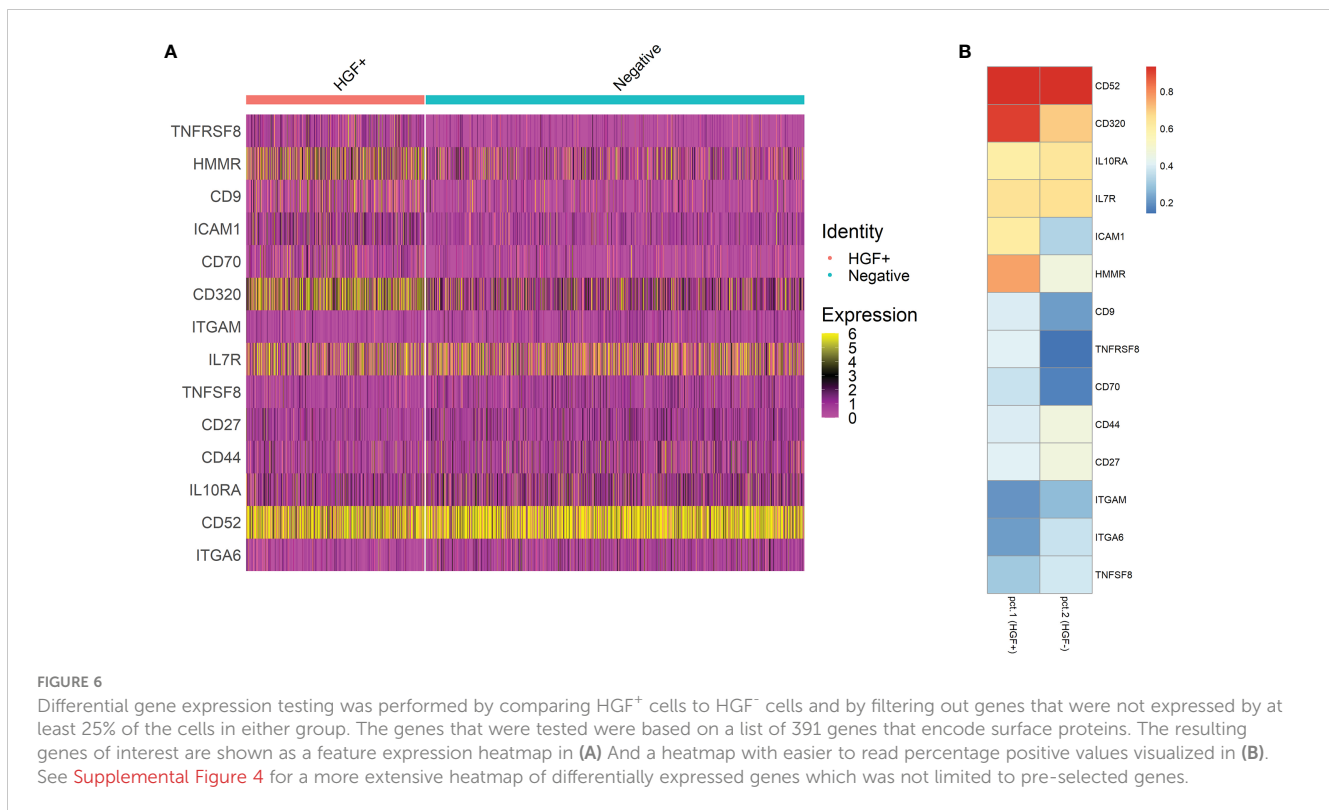 A
HGF+
Negative
TNFRSF8
HMMR
CD9
ICAM1
CD70
CD320
ITGAM
IL7R
TNFSF8
CD27
CD44
IL10RA
CD52
ITGA6
Identity
HGF+
Negative
Expression
6
5
4
3
2
1
0
B
CD52
CD320
IL10RA
IL7R
ICAM1
HMMR
CD9
TNFRSF8
CD70
CD44
CD27
ITGAM
ITGA6
TNFSF8
pct.1 (HGF+)
pct.2 (HGF-)
0.8
0.6
0.4
0.2
FIGURE 6
Differential gene expression testing was performed by comparing HGF⁺ cells to HGF⁻ cells and by filtering out genes that were not expressed by at
least 25% of the cells in either group. The genes that were tested were based on a list of 391 genes that encode surface proteins. The resulting
genes of interest are shown as a feature expression heatmap in (A) And a heatmap with easier to read percentage positive values visualized in (B).
See Supplemental Figure 4 for a more extensive heatmap of differentially expressed genes which was not limited to pre-selected genes.